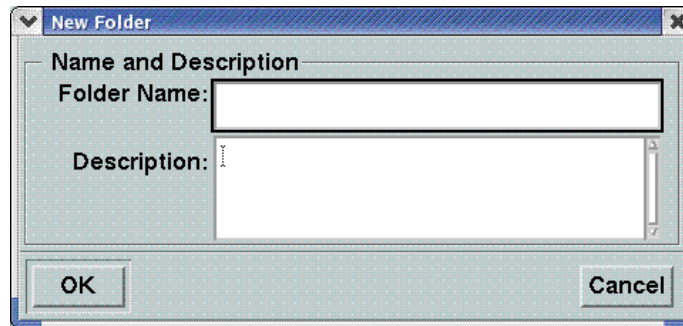 New Folder
Name and Description
Folder Name:
Description:
OK
Cancel